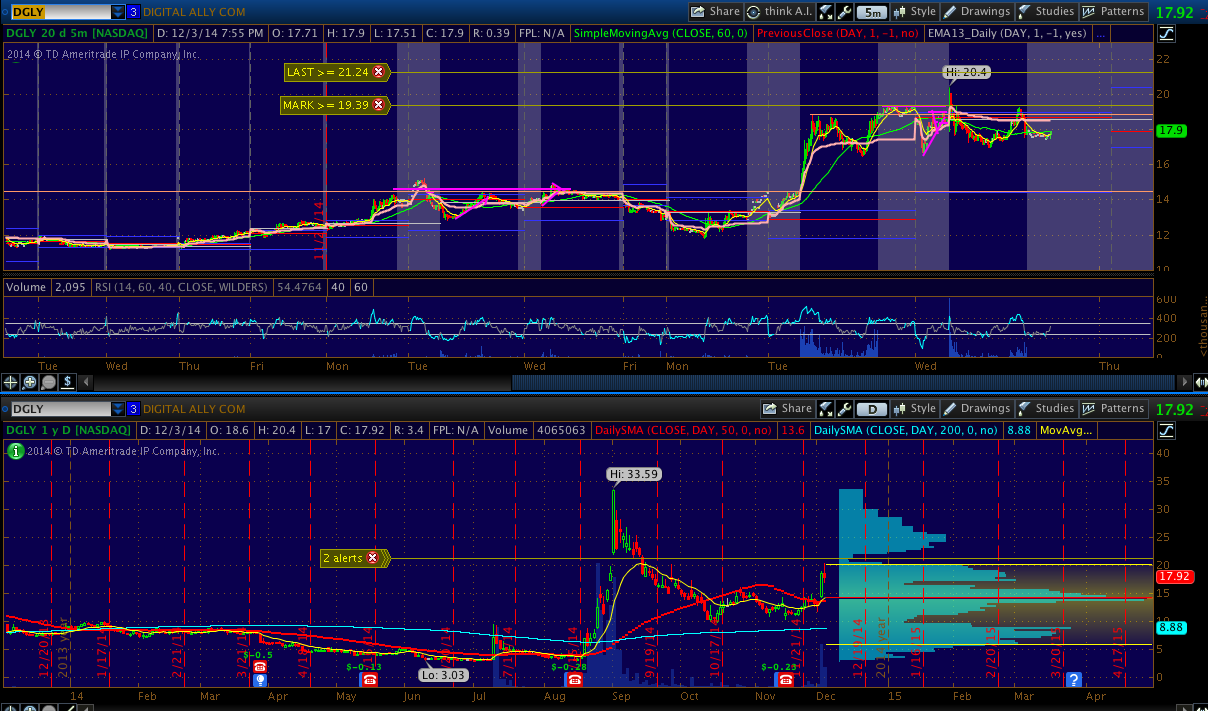 DGLY 3 DIGITAL ALLY COM Share think A.I. 5m Style Drawings Studies Patterns 17.92
DGLY 20 d 5m [NASDAQ] D: 12/3/14 7:55 PM O: 17.71 H: 17.9 L: 17.51 C: 17.9 R: 0.39 FPL: N/A SimpleMovingAvg (CLOSE, 60, 0) PreviousClose (DAY, 1, -1, no) EMA13_Daily (DAY, 1, -1, yes) ...
2014 © TD Ameritrade IP Company, Inc.
22
LAST >= 21.24
Hi: 20.4
20
MARK >= 19.39
17.9
16
14
12
11/21/14
10
Volume 2,095 RSI (14, 60, 40, CLOSE, WILDERS) 54.4764 40 60
600
400
200
0
<thousan...
Tue Wed Thu Fri Mon Tue Wed Fri Mon Tue Wed Thu
$
DGLY 3 DIGITAL ALLY COM Share D Style Drawings Studies Patterns 17.92
DGLY 1 y D [NASDAQ] D: 12/3/14 O: 18.6 H: 20.4 L: 17 C: 17.92 R: 3.4 FPL: N/A Volume 4065063 DailySMA (CLOSE, DAY, 50, 0, no) 13.6 DailySMA (CLOSE, DAY, 200, 0, no) 8.88 MovAvg...
2014 © TD Ameritrade IP Company, Inc.
40
Hi: 33.59
35
30
25
2 alerts
20
17.92
15
10
8.88
5
0
12/20/13 2013 year 1/17/14 2/21/14 3/21/14 4/18/14 9/19/14 10/17/14 11/21/14 12/19/14 1/16/15 2/20/15 3/20/15 4/17/15
$-0.5 $-0.13 $-0.28 $-0.23
Lo: 3.03
14 Feb Mar Apr May Jun Jul Aug Sep Oct Nov Dec 15 Feb Mar Apr